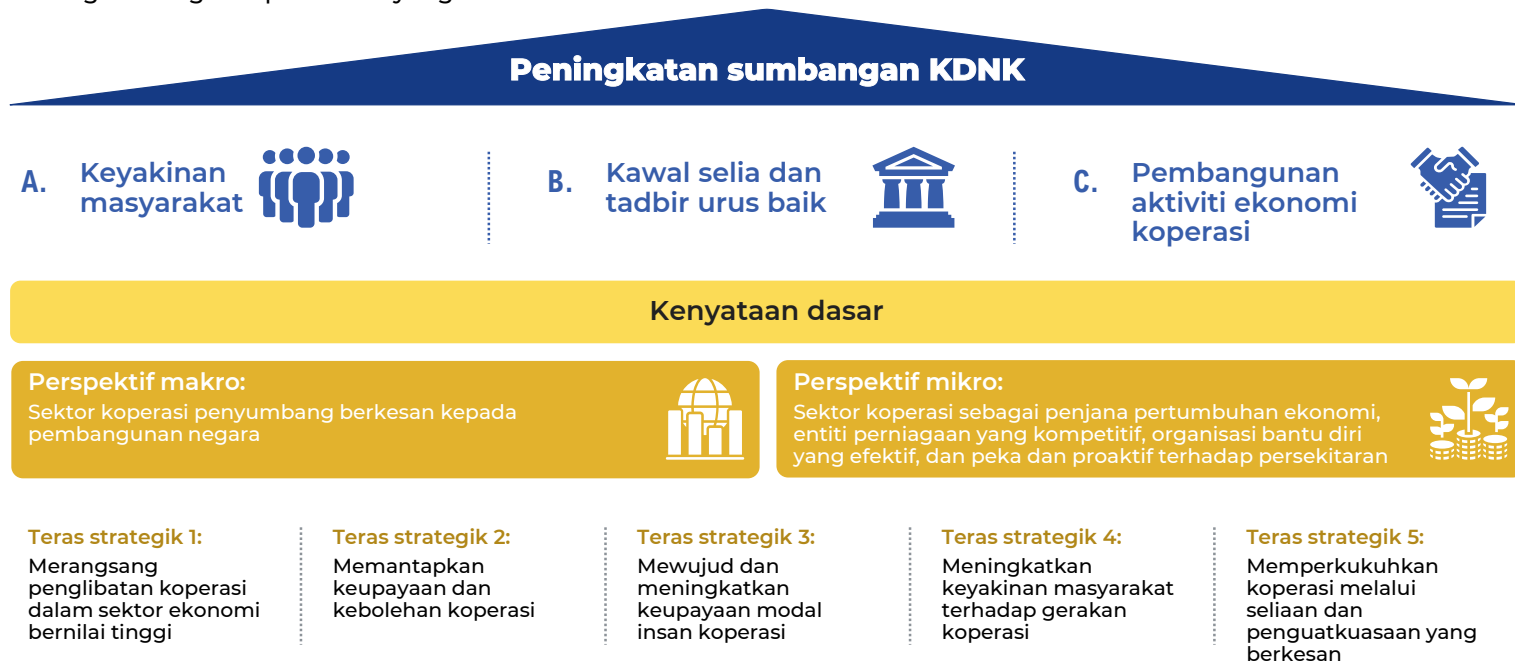 Peningkatan sumbangan KDNK
A. Keyakinan
masyarakat
B. Kawal selia dan
tadbir urus baik
C. Pembangunan
aktiviti ekonomi
koperasi
Kenyataan dasar
Perspektif makro:
Sektor koperasi penyumbang berkesan kepada
pembangunan negara
Perspektif mikro:
Sektor koperasi sebagai penjana pertumbuhan ekonomi,
entiti perniagaan yang kompetitif, organisasi bantu diri
yang efektif, dan peka dan proaktif terhadap persekitaran
Teras strategik 1:
Merangsang
penglibatan koperasi
dalam sektor ekonomi
bernilai tinggi
Teras strategik 2:
Memantapkan
keupayaan dan
kebolehan koperasi
Teras strategik 3:
Mewujud dan
meningkatkan
keupayaan modal
insan koperasi
Teras strategik 4:
Meningkatkan
keyakinan masyarakat
terhadap gerakan
koperasi
Teras strategik 5:
Memperkukuhkan
koperasi melalui
seliaan dan
penguatkuasaan yang
berkesan